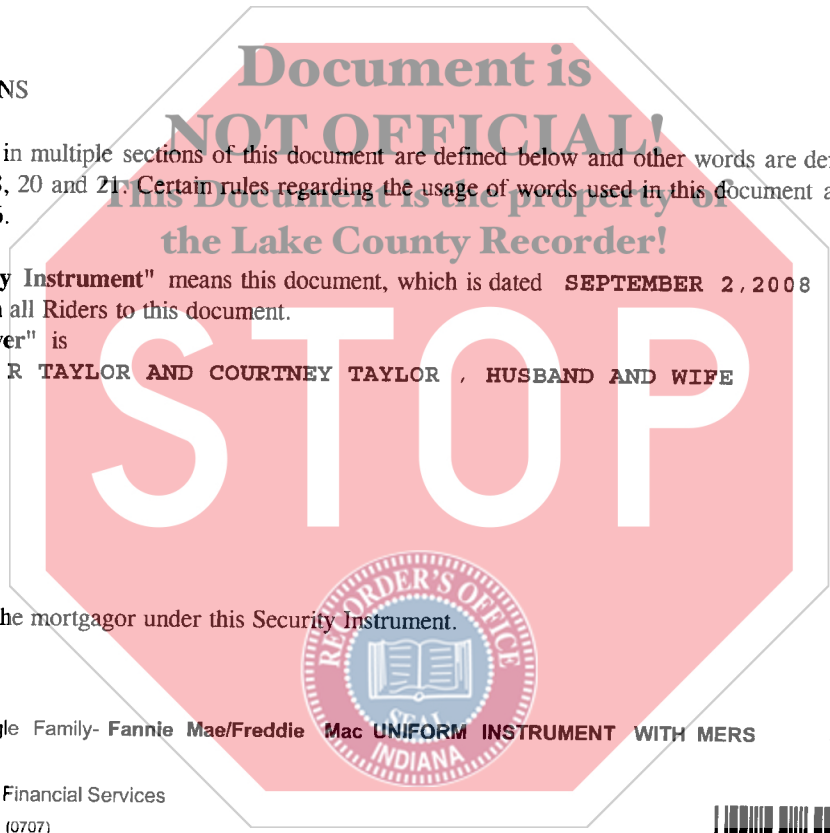 Document is
NS
NOT OFFICIAL!
in multiple sections of this document are defined below and other words are def
, 20 and 21. Certain rules regarding the usage of words used in this document a
This Document is the property of
the Lake County Recorder!
y Instrument" means this document, which is dated SEPTEMBER 2,2008
all Riders to this document.
er" is
R TAYLOR AND COURTNEY TAYLOR , HUSBAND AND WIFE
STOP
he mortgagor under this Security Instrument.
RECORDER'S OFFICE
SEAL
INDIANA
gle Family- Fannie Mae/Freddie Mac UNIFORM INSTRUMENT WITH MERS
Financial Services
(0707)